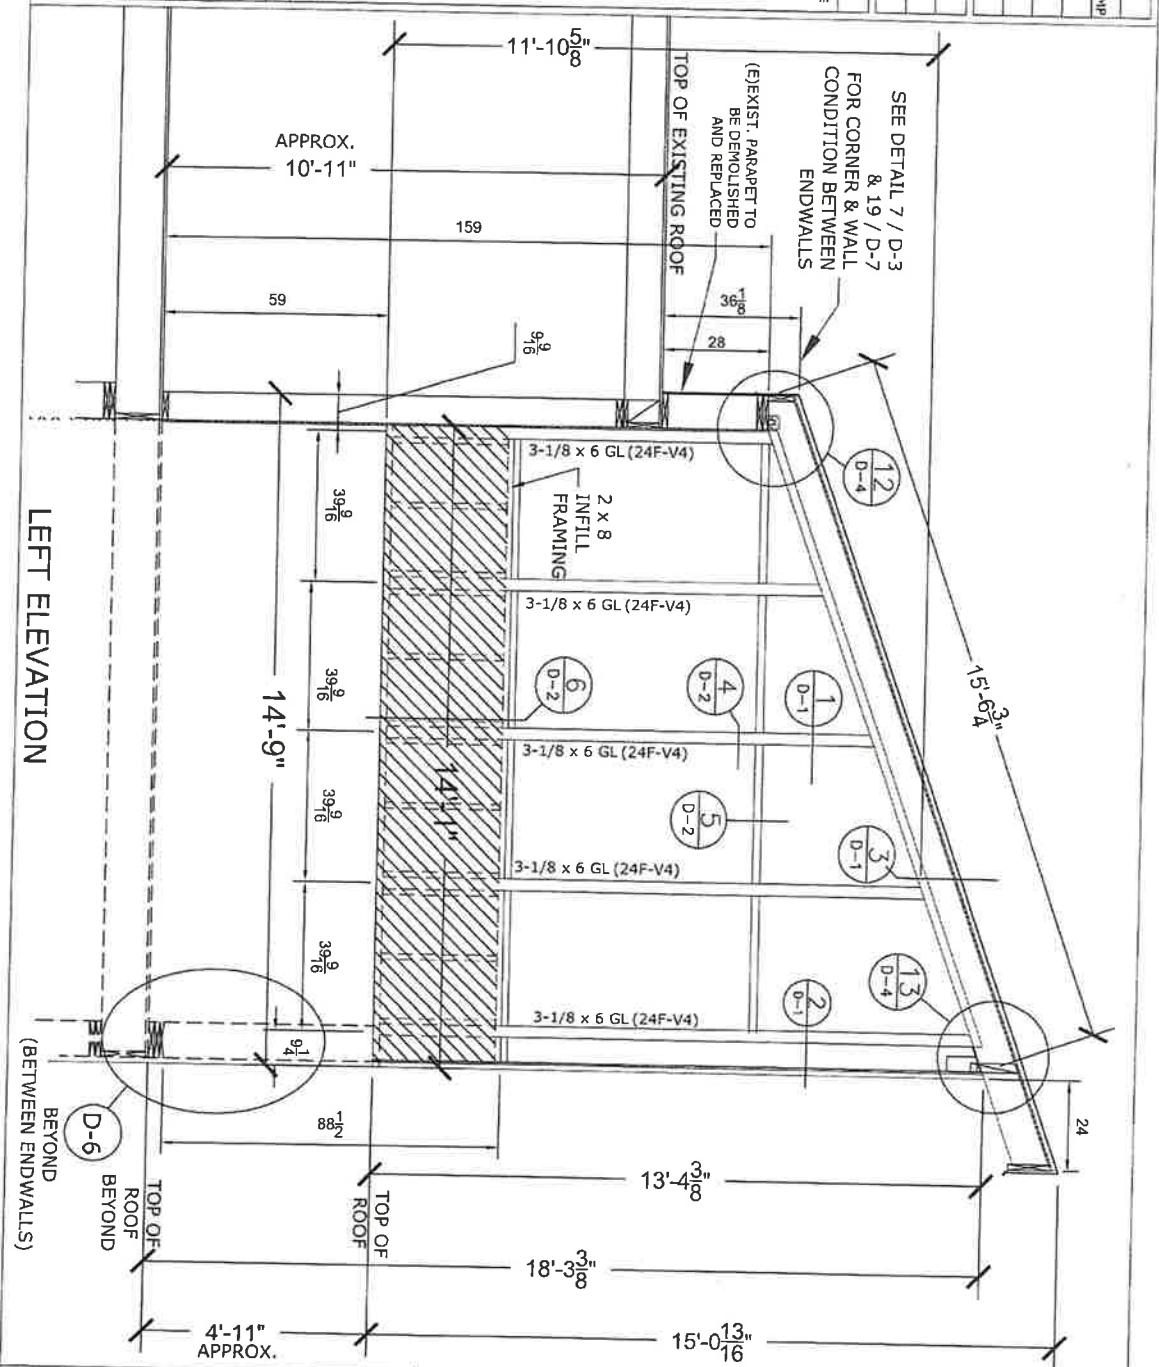 11'-10 5/8"
APPROX.
10'-11"
159
59
36 1/8
28
9 9/16
SEE DETAIL 7 / D-3
& 19 / D-7
FOR CORNER & WALL
CONDITION BETWEEN
ENDWALLS
(E)EXIST. PARAPET TO
BE DEMOLISHED
AND REPLACED
TOP OF EXISTING ROOF
12
D-4
15'-6 3/4"
3-1/8 x 6 GL (24F-V4)
2 x 8
INFILL
FRAMING
3-1/8 x 6 GL (24F-V4)
3-1/8 x 6 GL (24F-V4)
3-1/8 x 6 GL (24F-V4)
3-1/8 x 6 GL (24F-V4)
1
D-1
4
D-2
6
D-2
5
D-2
3
D-1
2
D-1
13
D-4
39 9/16
39 9/16
39 9/16
39 9/16
9 1/4
14'-1"
14'-9"
LEFT ELEVATION
24
88 1/2
13'-4 3/8"
18'-3 3/8"
15'-0 13/16"
4'-11"
APPROX.
TOP OF
ROOF
TOP OF
ROOF
BEYOND
D-6
BEYOND
(BETWEEN ENDWALLS)